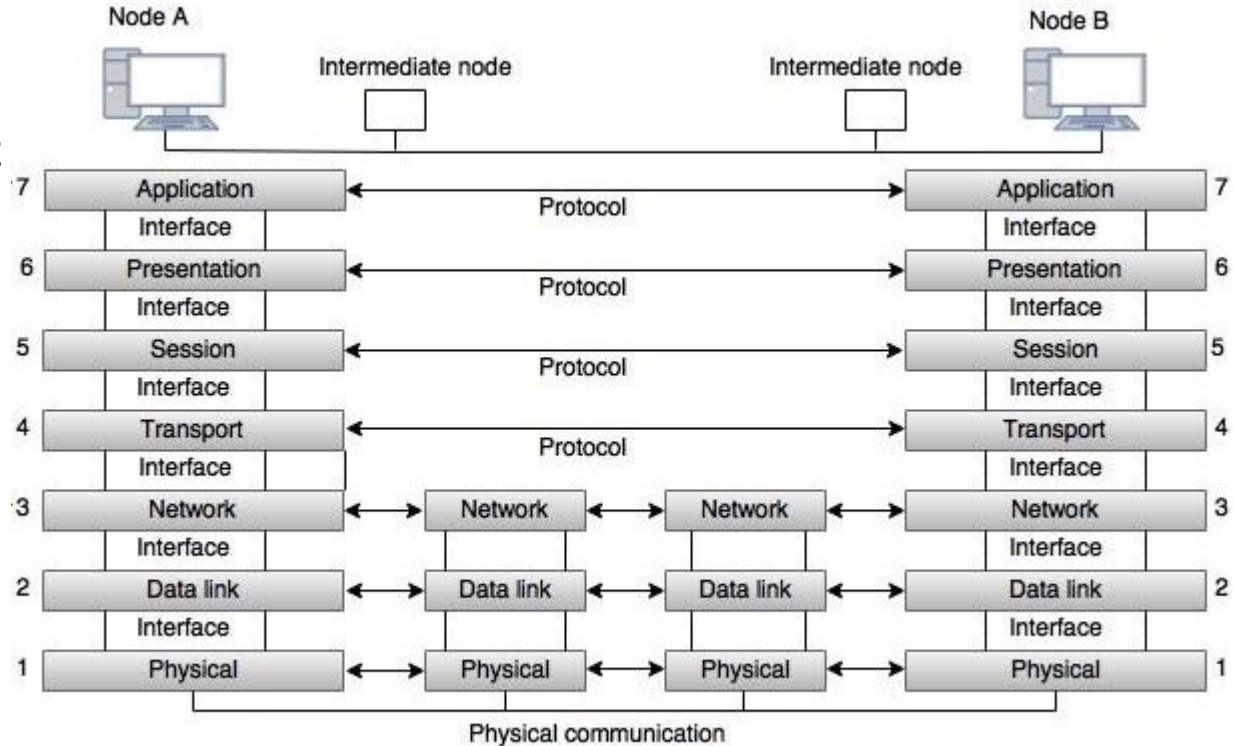 Node A
Node B
Intermediate node
Intermediate node
7 Application Application 7
Protocol
Interface Interface
6 Presentation Presentation 6
Protocol
Interface Interface
5 Session Session 5
Protocol
Interface Interface
4 Transport Transport 4
Protocol
Interface Interface
3 Network Network Network Network 3
Interface Interface
2 Data link Data link Data link Data link 2
Interface Interface
1 Physical Physical Physical Physical 1
Physical communication